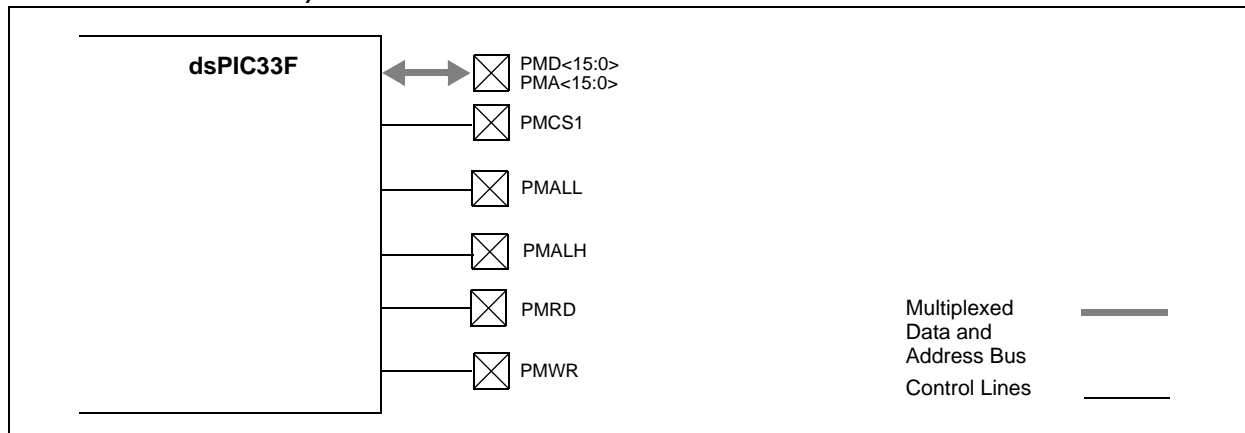 dsPIC33F
PMD<15:0>
PMA<15:0>
PMCS1
PMALL
PMALH
PMRD
PMWR
Multiplexed
Data and
Address Bus
Control Lines